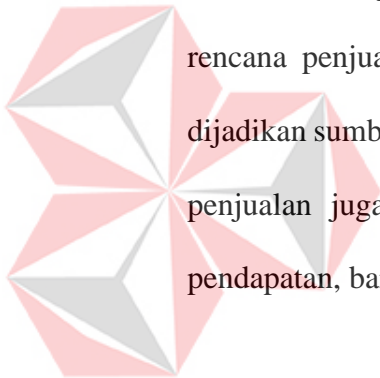 rencana penjua
dijadikan sumb
penjualan juga
pendapatan, ba